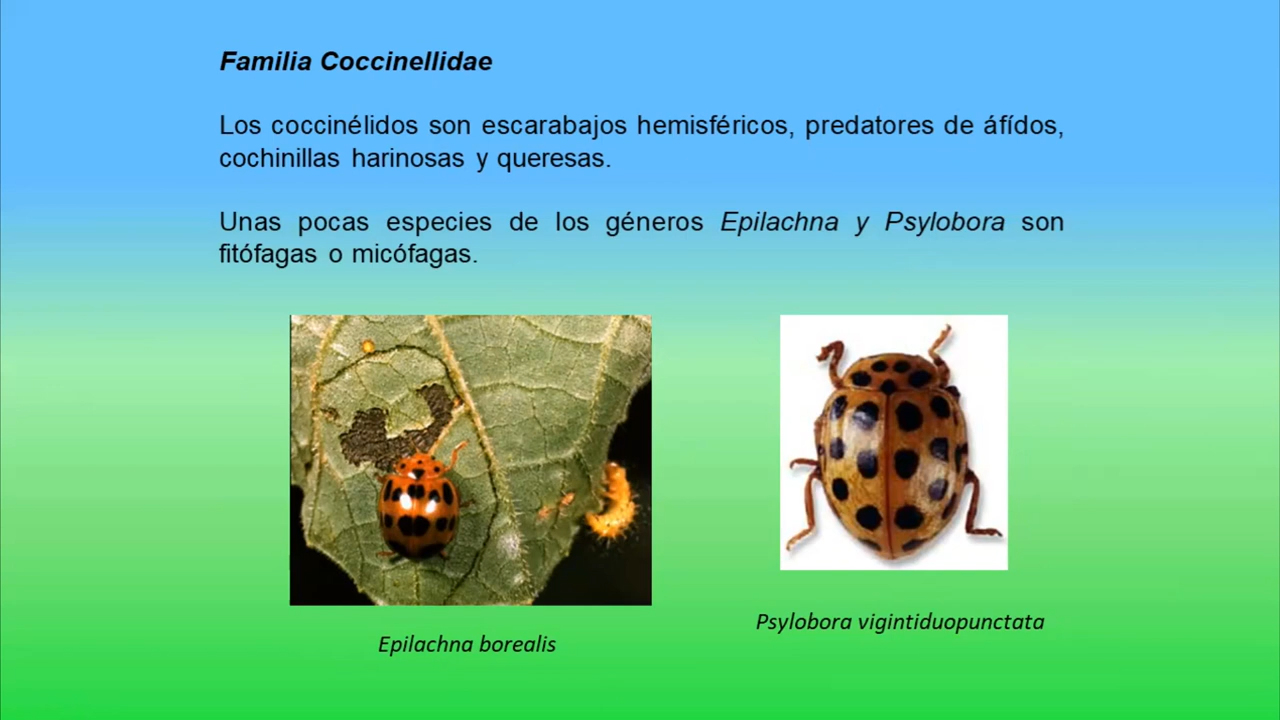 Familia Coccinellidae
Los coccinélidos son escarabajos hemisféricos, predatores de áfídos,
cochinillas harinosas y queresas.
Unas pocas especies de los géneros Epilachna y Psylobora son
fitófagas o micófagas.
Psylobora vigintiduopunctata
Epilachna borealis